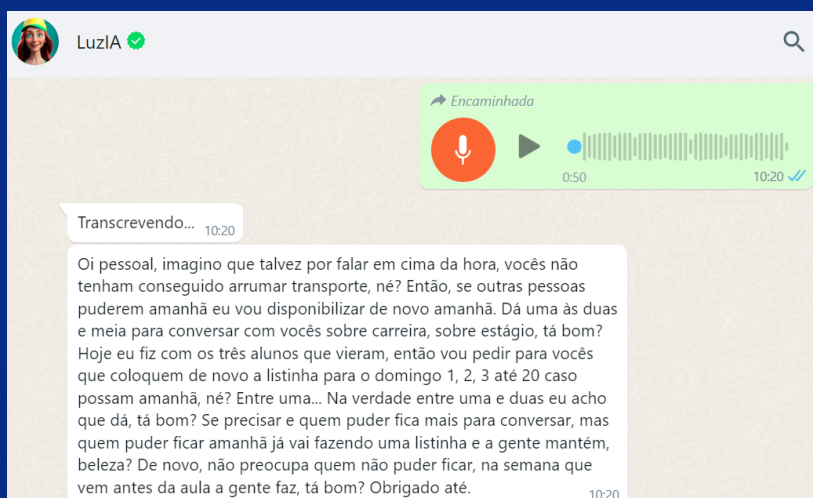 LuzIA
Encaminhada
0:50 10:20
Transcrevendo... 10:20
Oi pessoal, imagino que talvez por falar em cima da hora, vocês não
tenham conseguido arrumar transporte, né? Então, se outras pessoas
puderem amanhã eu vou disponibilizar de novo amanhã. Dá uma às duas
e meia para conversar com vocês sobre carreira, sobre estágio, tá bom?
Hoje eu fiz com os três alunos que vieram, então vou pedir para vocês
que coloquem de novo a listinha para o domingo 1, 2, 3 até 20 caso
possam amanhã, né? Entre uma... Na verdade entre uma e duas eu acho
que dá, tá bom? Se precisar e quem puder fica mais para conversar, mas
quem puder ficar amanhã já vai fazendo uma listinha e a gente mantém,
beleza? De novo, não preocupa quem não puder ficar, na semana que
vem antes da aula a gente faz, tá bom? Obrigado até. 10:20